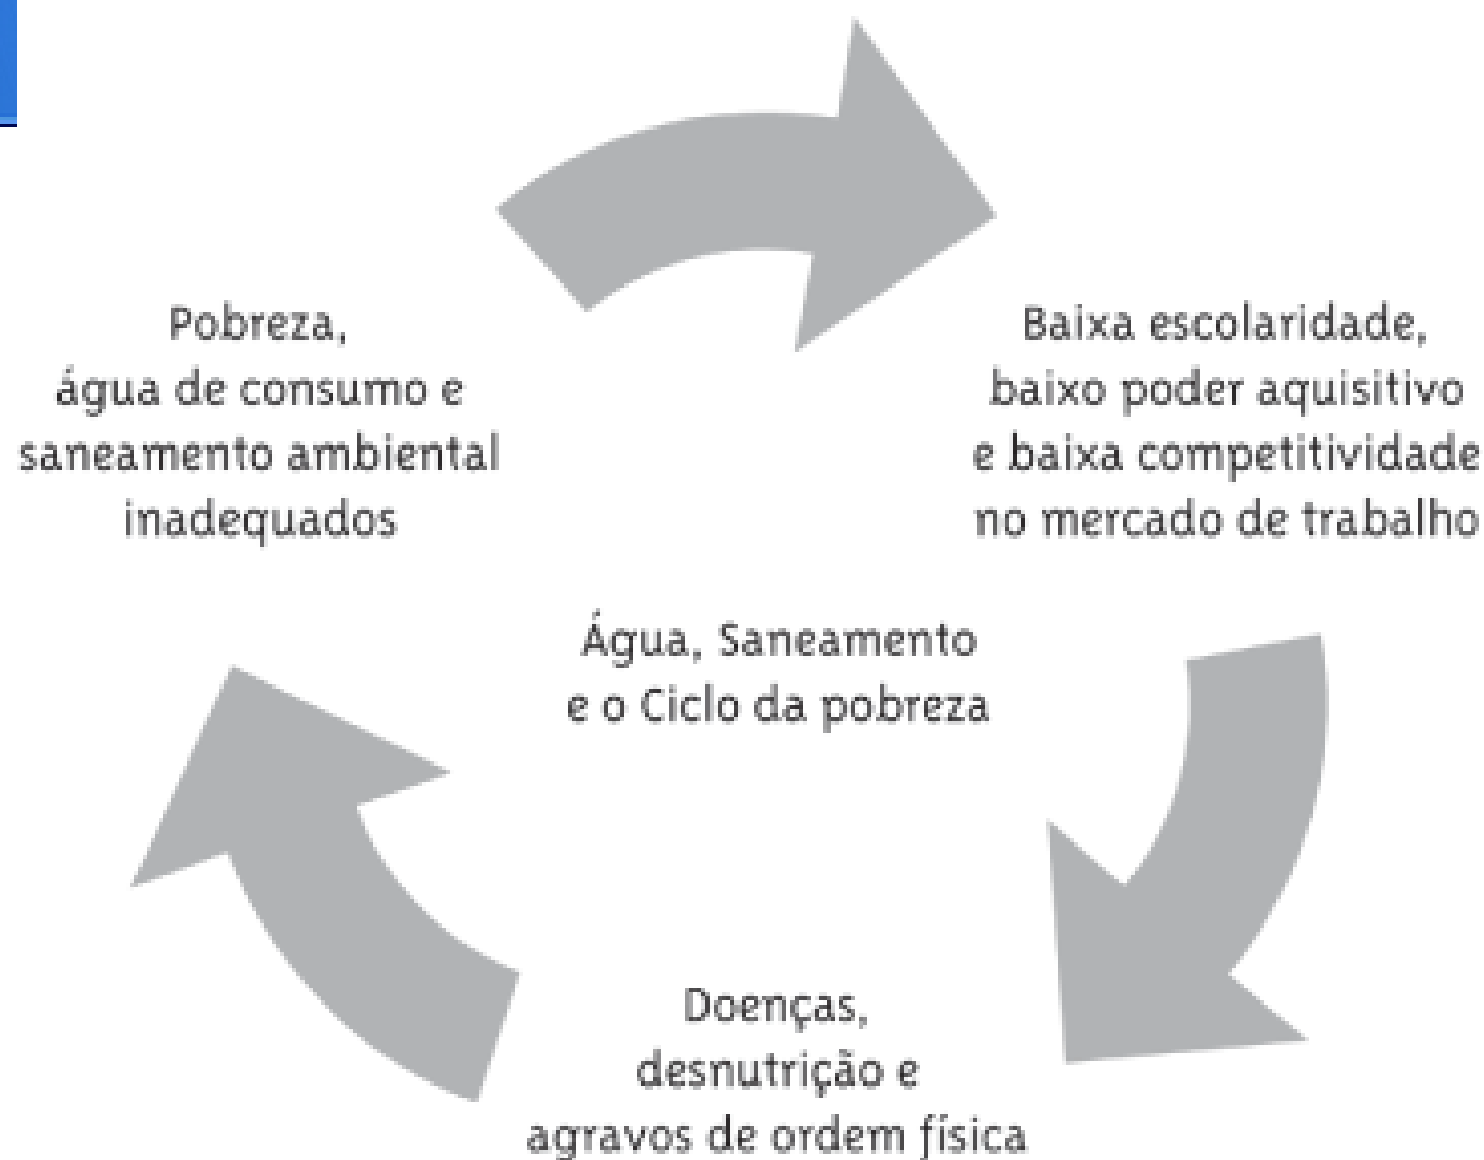 Pobreza,
água de consumo e
saneamento ambiental
inadequados
Baixa escolaridade,
baixo poder aquisitivo
e baixa competitividade
no mercado de trabalho
Água, Saneamento
e o Ciclo da pobreza
Doenças,
desnutrição e
agravos de ordem física